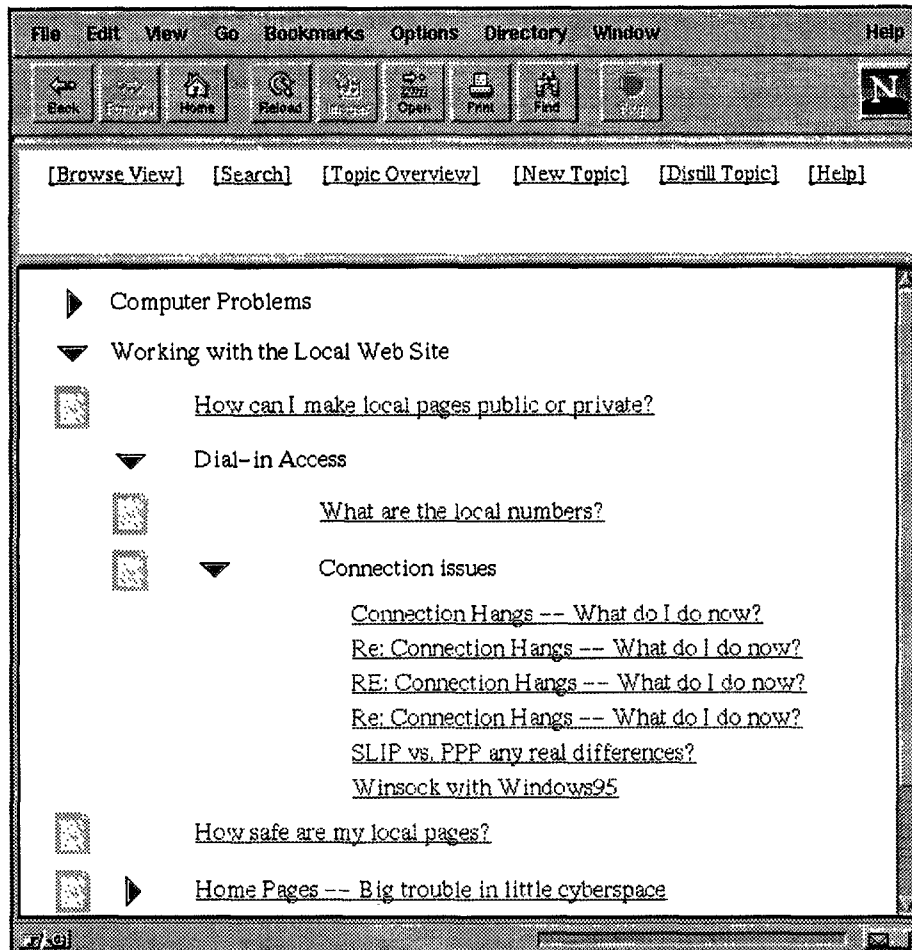 File Edit View Go Bookmarks Options Directory Window Help
Back Forward Home Reload Images Open Print Find Stop N
[Browse View] [Search] [Topic Overview] [New Topic] [Distill Topic] [Help]
Computer Problems
Working with the Local Web Site
How can I make local pages public or private?
Dial-in Access
What are the local numbers?
Connection issues
Connection Hangs -- What do I do now?
Re: Connection Hangs -- What do I do now?
RE: Connection Hangs -- What do I do now?
Re: Connection Hangs -- What do I do now?
SLIP vs. PPP any real differences?
Winsock with Windows95
How safe are my local pages?
Home Pages -- Big trouble in little cyberspace